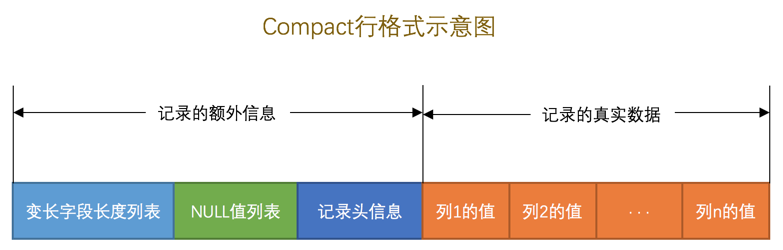 Compact行格式示意图
记录的额外信息
记录的真实数据
变长字段长度列表
NULL值列表
记录头信息
列1的值
列2的值
...
列n的值